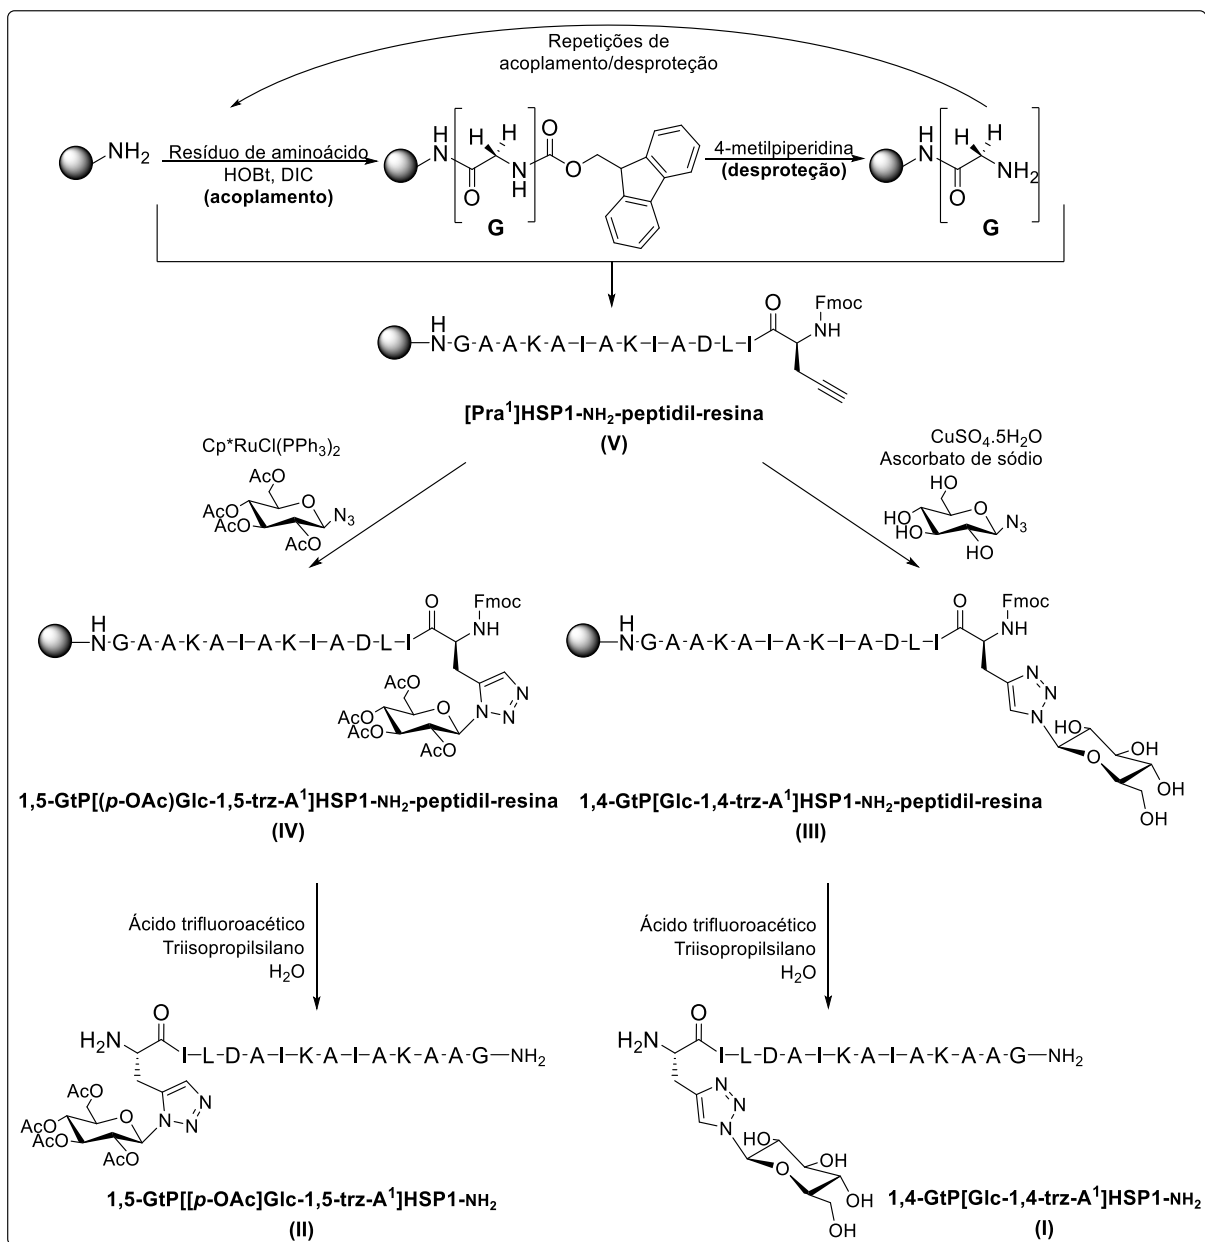 Repetições de
acoplamento/desproteção
NH2
Resíduo de aminoácido
HOBt, DIC
(acoplamento)
H
N
H
H
O
N
H
O
O
G
4-metilpiperidina
(desproteção)
H
N
H
H
O
NH2
G
H
N-G-A-A-K-A-I-A-K-I-A-D-L-I
O
Fmoc
NH
[Pra1]HSP1-NH2-peptidil-resina
(V)
Cp*RuCl(PPh3)2
AcO
AcO
AcO
AcO
O
N3
CuSO4.5H2O
Ascorbato de sódio
HO
HO
HO
OH
O
N3
H
N-G-A-A-K-A-I-A-K-I-A-D-L-I
O
Fmoc
NH
AcO
AcO
AcO
AcO
O
N
N
N
H
N-G-A-A-K-A-I-A-K-I-A-D-L-I
O
Fmoc
NH
N
N
N
HO
O
OH
OH
OH
1,5-GtP[(p-OAc)Glc-1,5-trz-A1]HSP1-NH2-peptidil-resina
(IV)
1,4-GtP[Glc-1,4-trz-A1]HSP1-NH2-peptidil-resina
(III)
Ácido trifluoroacético
Triisopropilsilano
H2O
Ácido trifluoroacético
Triisopropilsilano
H2O
H2N
O
I-L-D-A-I-K-A-I-A-K-A-A-G-NH2
AcO
AcO
AcO
AcO
O
N
N
N
H2N
O
I-L-D-A-I-K-A-I-A-K-A-A-G-NH2
N
N
N
HO
O
OH
OH
OH
1,5-GtP[[p-OAc]Glc-1,5-trz-A1]HSP1-NH2
(II)
1,4-GtP[Glc-1,4-trz-A1]HSP1-NH2
(I)